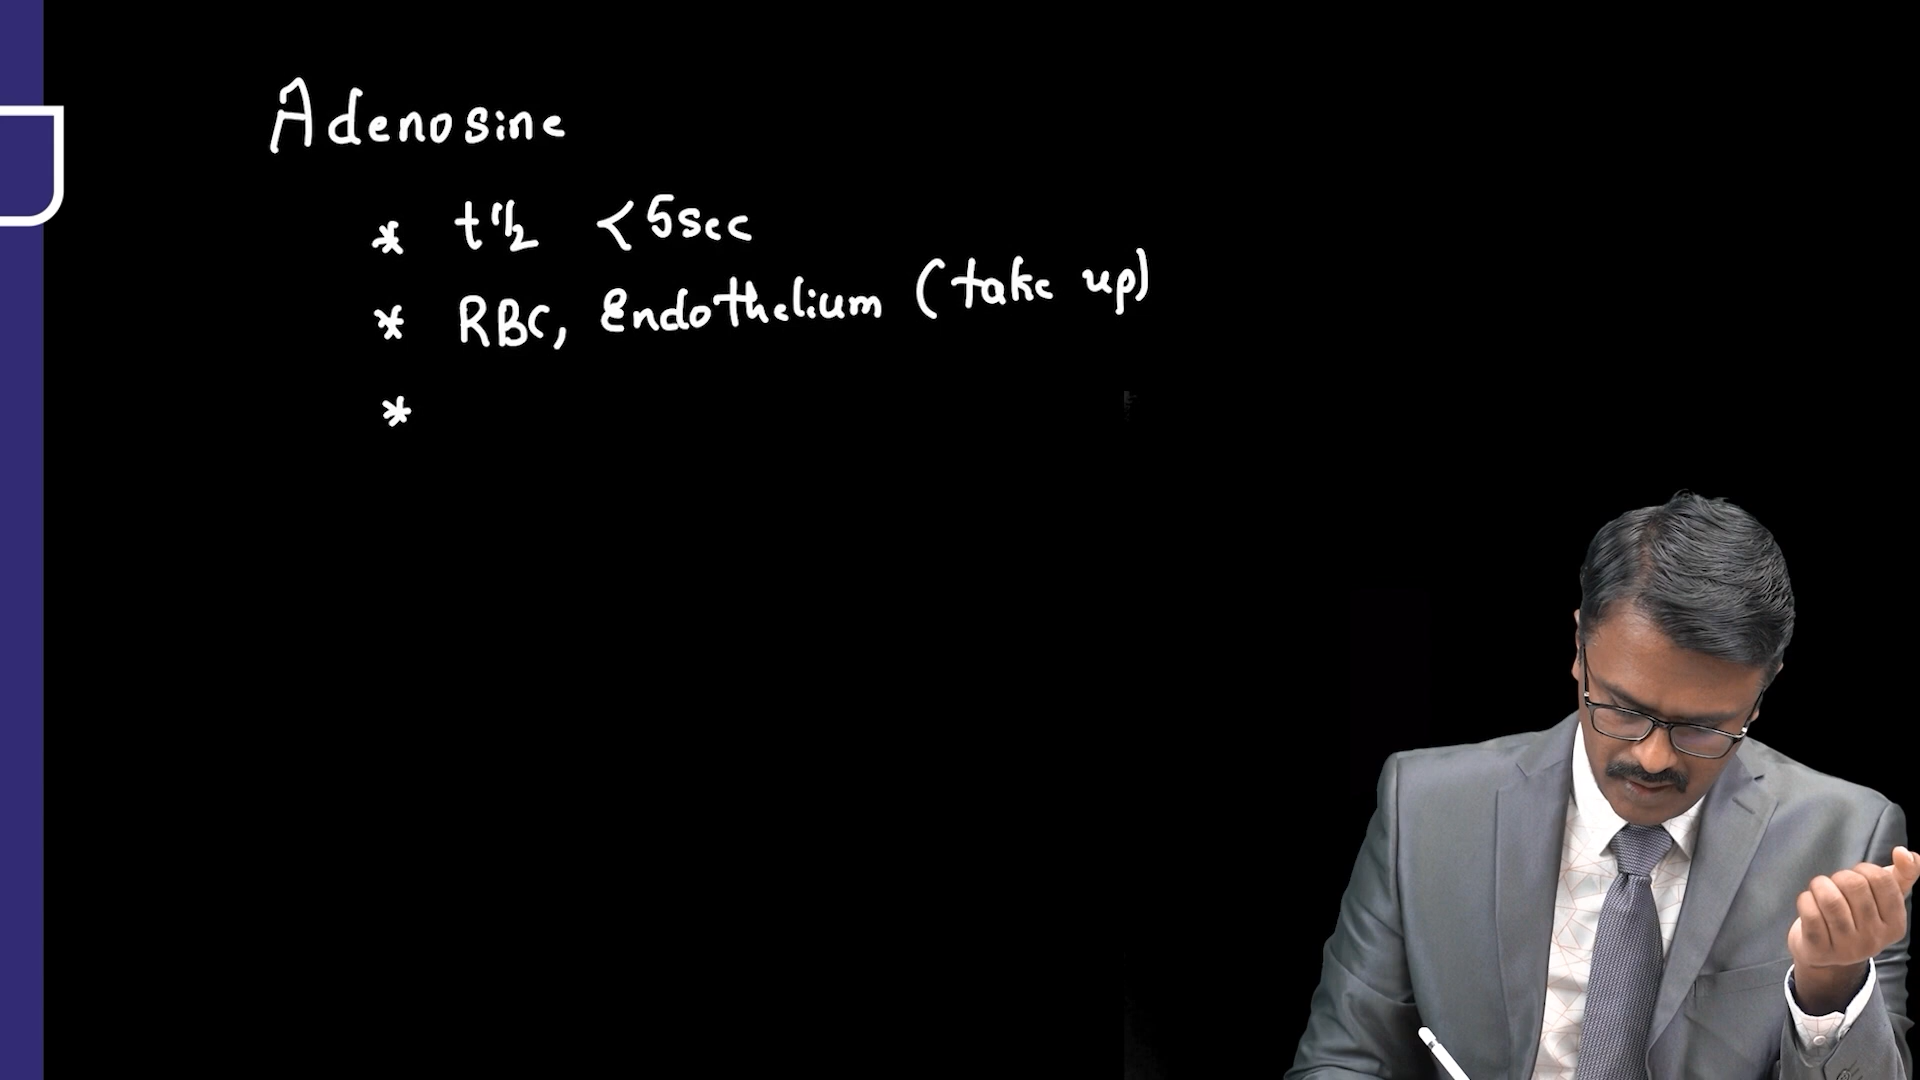 Adenosine
* t1/2 <5sec
* RBC, Endothelium (take up)
*